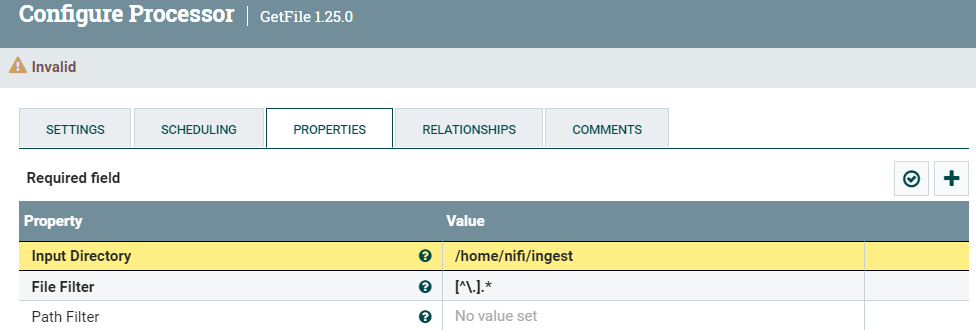 Configure Processor | GetFile 1.25.0
Invalid
SETTINGS SCHEDULING PROPERTIES RELATIONSHIPS COMMENTS
Required field
Property Value
Input Directory /home/nifi/ingest
File Filter [^\.].*
Path Filter No value set